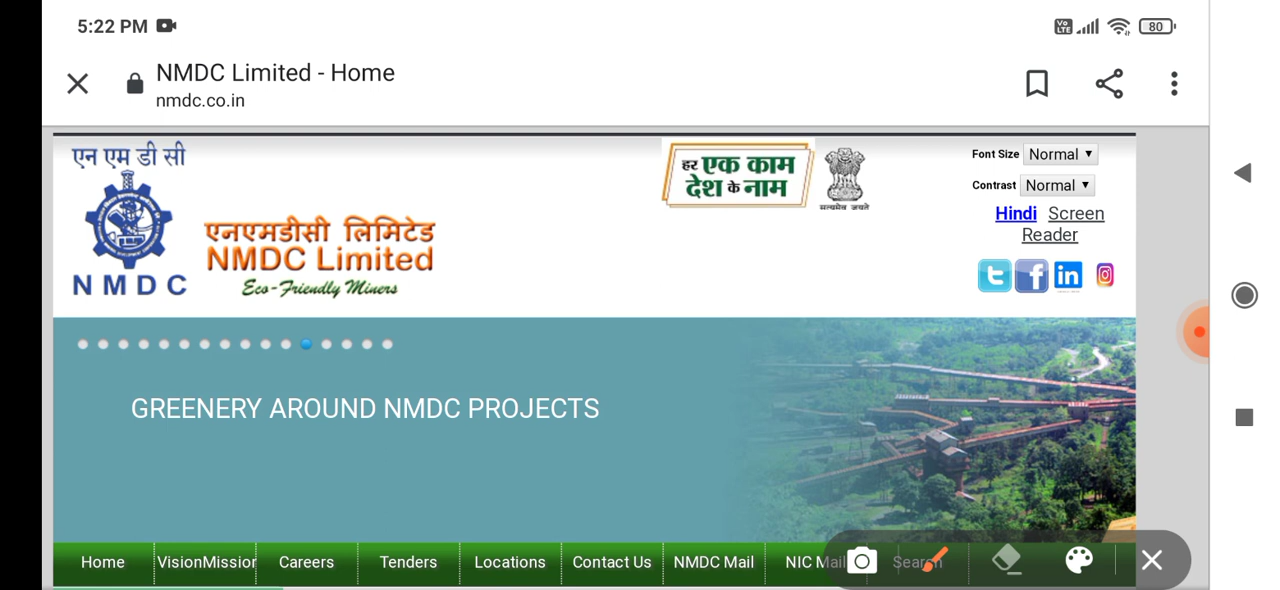 5:22 PM
Vo LTE
80
NMDC Limited - Home
nmdc.co.in
एन एम डी सी
NMDC
एनएमडीसी लिमिटेड
NMDC Limited
Eco-Friendly Miners
हर एक काम
देश के नाम
सत्यमेव जयते
Font Size Normal
Contrast Normal
Hindi Screen
Reader
GREENERY AROUND NMDC PROJECTS
Home VisionMission Careers Tenders Locations Contact Us NMDC Mail NIC Mail Search